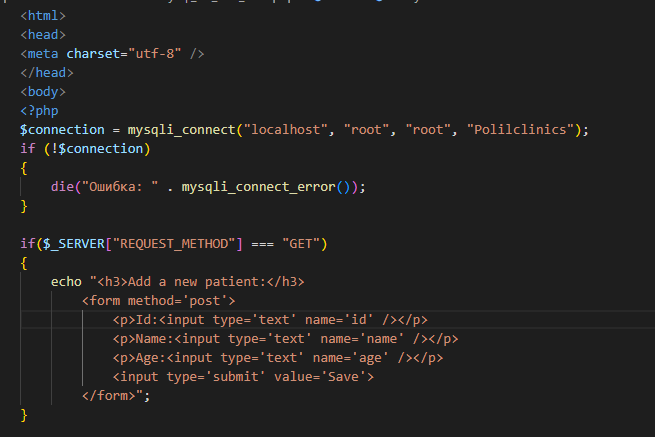 <html>
<head>
<meta charset="utf-8" />
</head>
<body>
<?php
$connection = mysqli_connect("localhost", "root", "root", "Polilclinics");
if (!$connection)
{
    die("Ошибка: " . mysqli_connect_error());
}

if($_SERVER["REQUEST_METHOD"] === "GET")
{
    echo "<h3>Add a new patient:</h3>
        <form method='post'>
            <p>Id:<input type='text' name='id' /></p>
            <p>Name:<input type='text' name='name' /></p>
            <p>Age:<input type='text' name='age' /></p>
            <input type='submit' value='Save'>
        </form>";
}